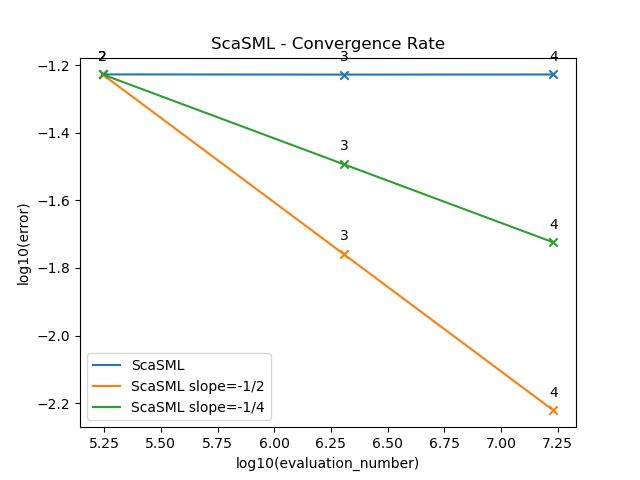 ScaSML - Convergence Rate
2
3
4
3
4
3
4
−1.2
−1.4
−1.6
−1.8
−2.0
−2.2
log10(error)
ScaSML
ScaSML slope=-1/2
ScaSML slope=-1/4
5.25 5.50 5.75 6.00 6.25 6.50 6.75 7.00 7.25
log10(evaluation_number)